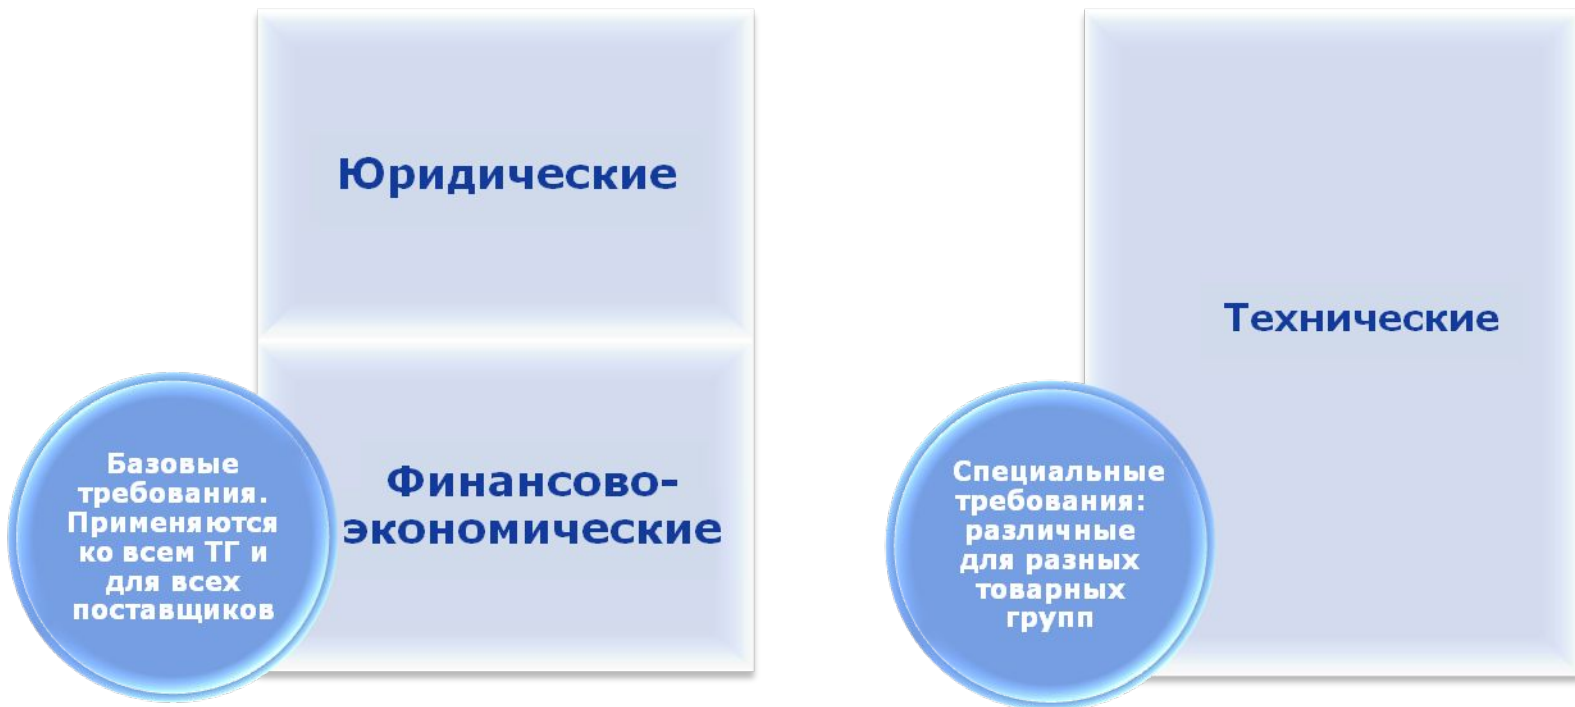 Юридические
Финансово-
экономические
Базовые
требования.
Применяются
ко всем ТГ и
для всех
поставщиков
Технические
Специальные
требования:
различные
для разных
товарных
групп